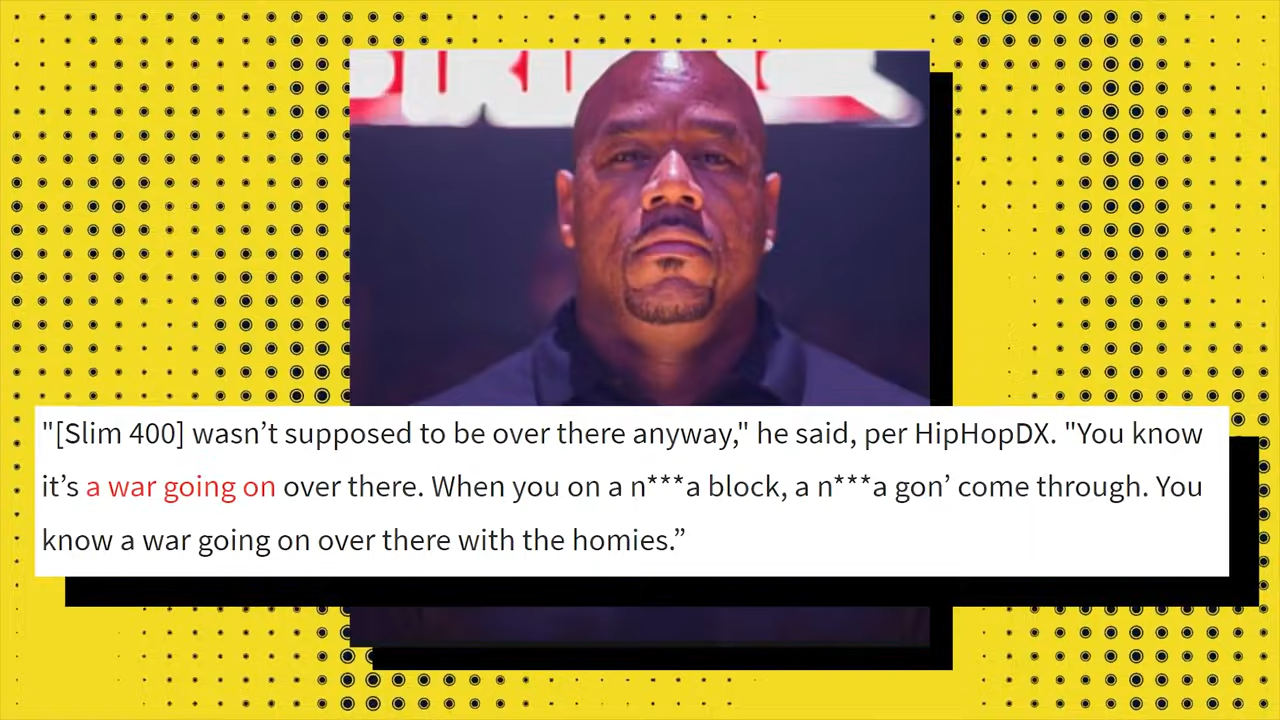 "[Slim 400] wasn’t supposed to be over there anyway," he said, per HipHopDX. "You know
it’s a war going on over there. When you on a n***a block, a n***a gon’ come through. You
know a war going on over there with the homies.”